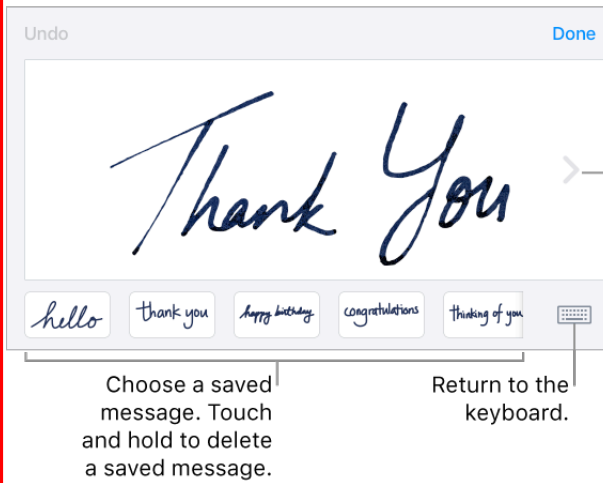 Undo Done
Thank You
hello thank you happy birthday congratulations thinking of you
Choose a saved
message. Touch
and hold to delete
a saved message.
Return to the
keyboard.